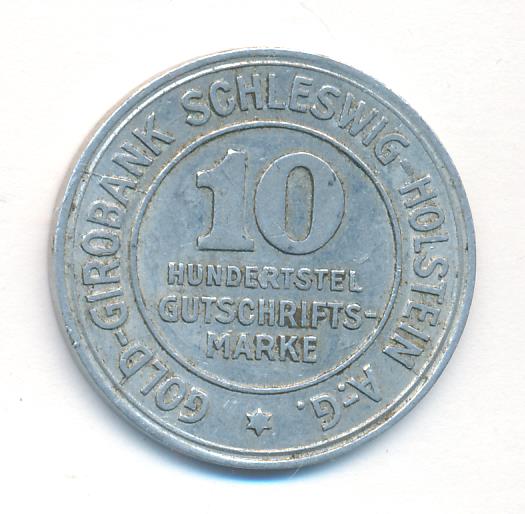 GOLD-GIROBANK SCHLESWIG-HOLSTEIN A.-G.
10
HUNDERTSTEL
GUTSCHRIFTS-
MARKE